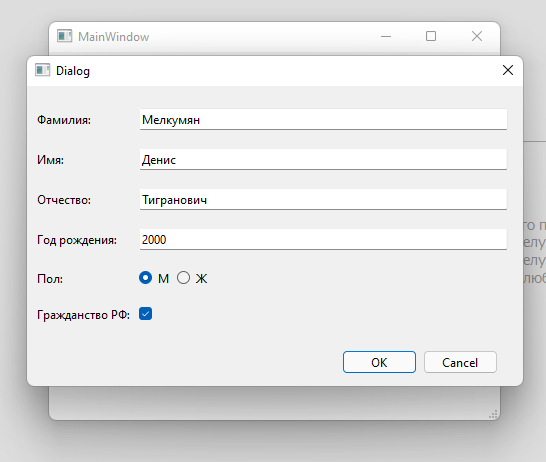 MainWindow
Dialog
Фамилия: Мелкумян
Имя: Денис
Отчество: Тигранович
Год рождения: 2000
Пол: М Ж
Гражданство РФ:
OK Cancel